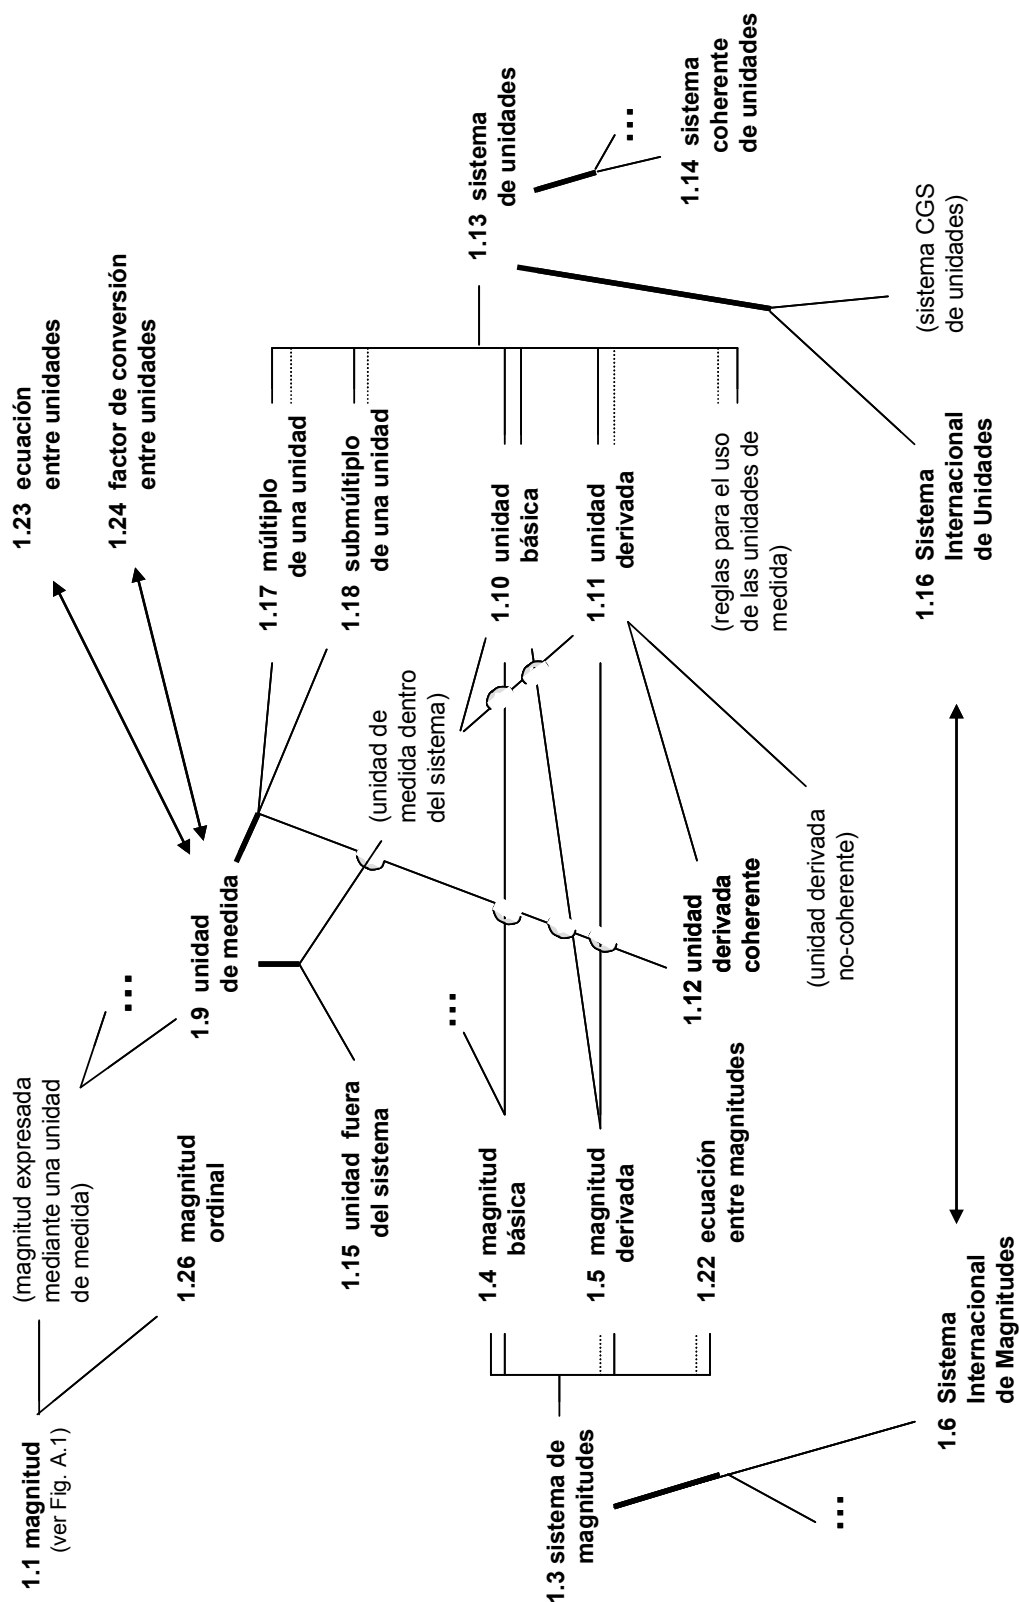 1.1 magnitud
(ver Fig. A.1)
(magnitud expresada
mediante una unidad
de medida)
...
1.26 magnitud
ordinal
1.9 unidad
de medida
1.23 ecuación
entre unidades
1.24 factor de conversión
entre unidades
1.15 unidad fuera
del sistema
(unidad de
medida dentro
del sistema)
1.17 múltiplo
de una unidad
1.18 submúltiplo
de una unidad
1.3 sistema de
magnitudes
1.4 magnitud
básica
...
1.5 magnitud
derivada
1.22 ecuación
entre magnitudes
1.10 unidad
básica
1.11 unidad
derivada
1.12 unidad
derivada
coherente
(unidad derivada
no-coherente)
(reglas para el uso
de las unidades de
medida)
1.13 sistema
de unidades
...
1.14 sistema
coherente
de unidades
...
1.6 Sistema
Internacional
de Magnitudes
1.16 Sistema
Internacional
de Unidades
(sistema CGS
de unidades)